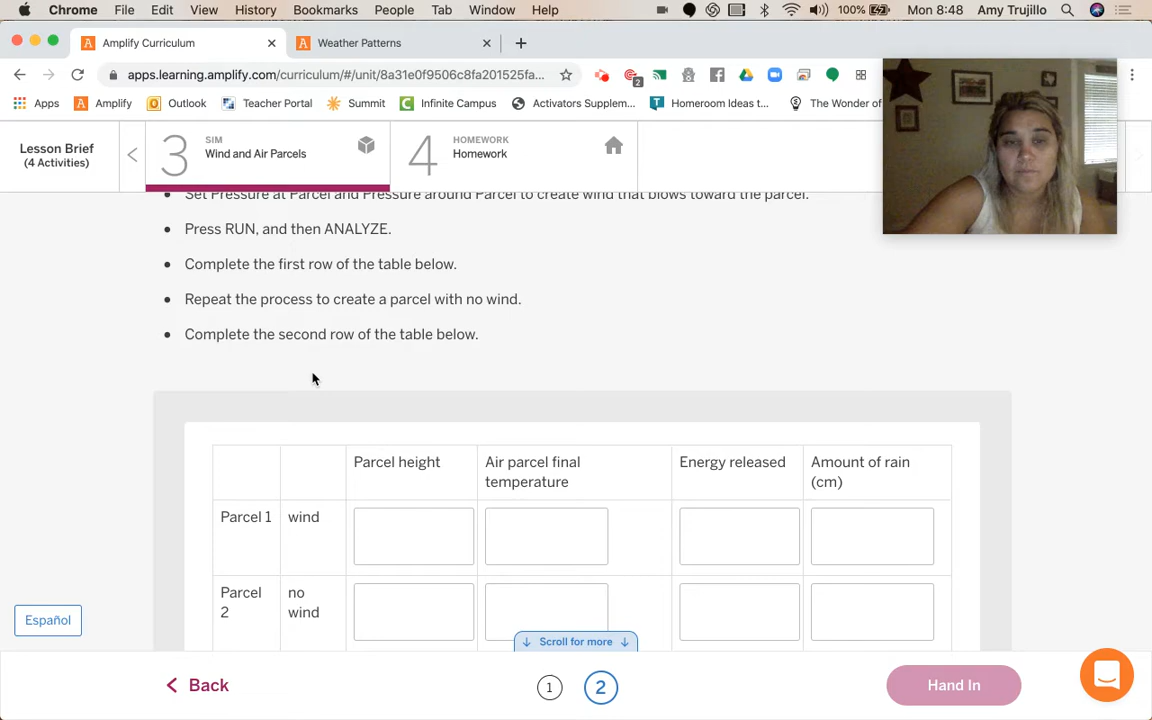 Chrome File Edit View History Bookmarks People Tab Window Help 100% Mon 8:48 Amy Trujillo
Amplify Curriculum Weather Patterns
apps.learning.amplify.com/curriculum/#/unit/8a31e0f9506c8fa201525fa... 2
Apps Amplify Outlook Teacher Portal Summit Infinite Campus Activators Supplem... Homeroom Ideas t... The Wonder of
Lesson Brief
(4 Activities)
3 SIM
Wind and Air Parcels
4 HOMEWORK
Homework
• Set Pressure at Parcel and Pressure around Parcel to create wind that blows toward the parcel.
• Press RUN, and then ANALYZE.
• Complete the first row of the table below.
• Repeat the process to create a parcel with no wind.
• Complete the second row of the table below.
Parcel height Air parcel final temperature Energy released Amount of rain (cm)
Parcel 1 wind
Parcel 2 no wind
Español
Scroll for more
Back 1 2 Hand In